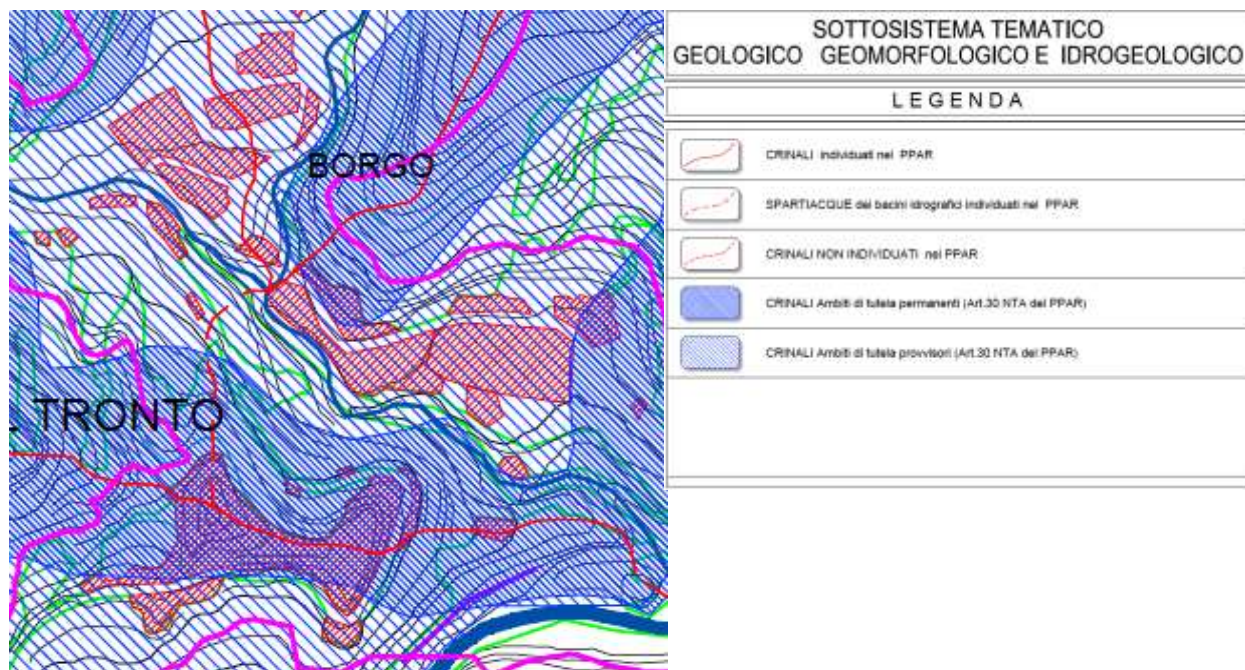 BORGO
TRONTO
SOTTOSISTEMA TEMATICO
GEOLOGICO GEOMORFOLOGICO E IDROGEOLOGICO
LEGENDA
CRINALI individuati nel PPAR
SPARTIACQUE dei bacini idrografici individuati nel PPAR
CRINALI NON INDIVIDUATI nel PPAR
CRINALI Ambiti di tutela permanenti (Art.30 NTA del PPAR)
CRINALI Ambiti di tutela provvisori (Art.30 NTA del PPAR)